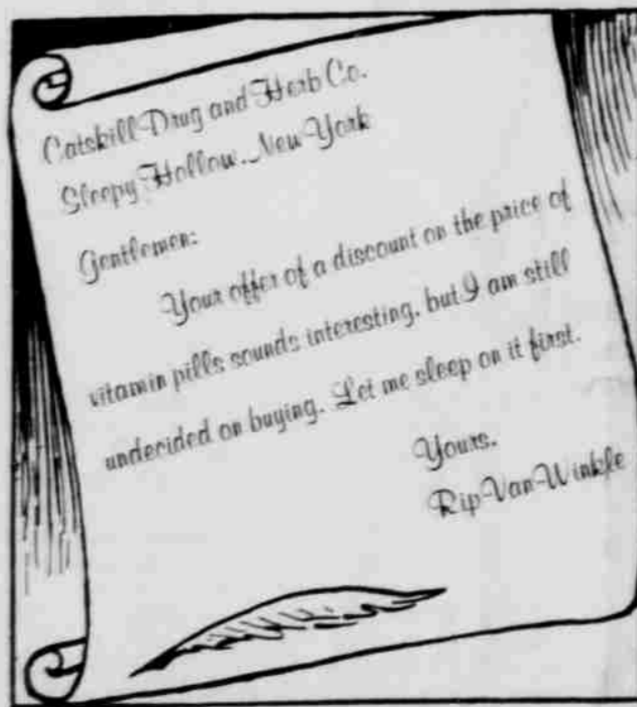 Catskill Drug and Herb Co.
Sleepy Hollow, New York
Gentlemen:
Your offer of a discount on the price of
vitamin pills sounds interesting, but I am still
undecided on buying. Let me sleep on it first.
Yours,
Rip Van Winkle